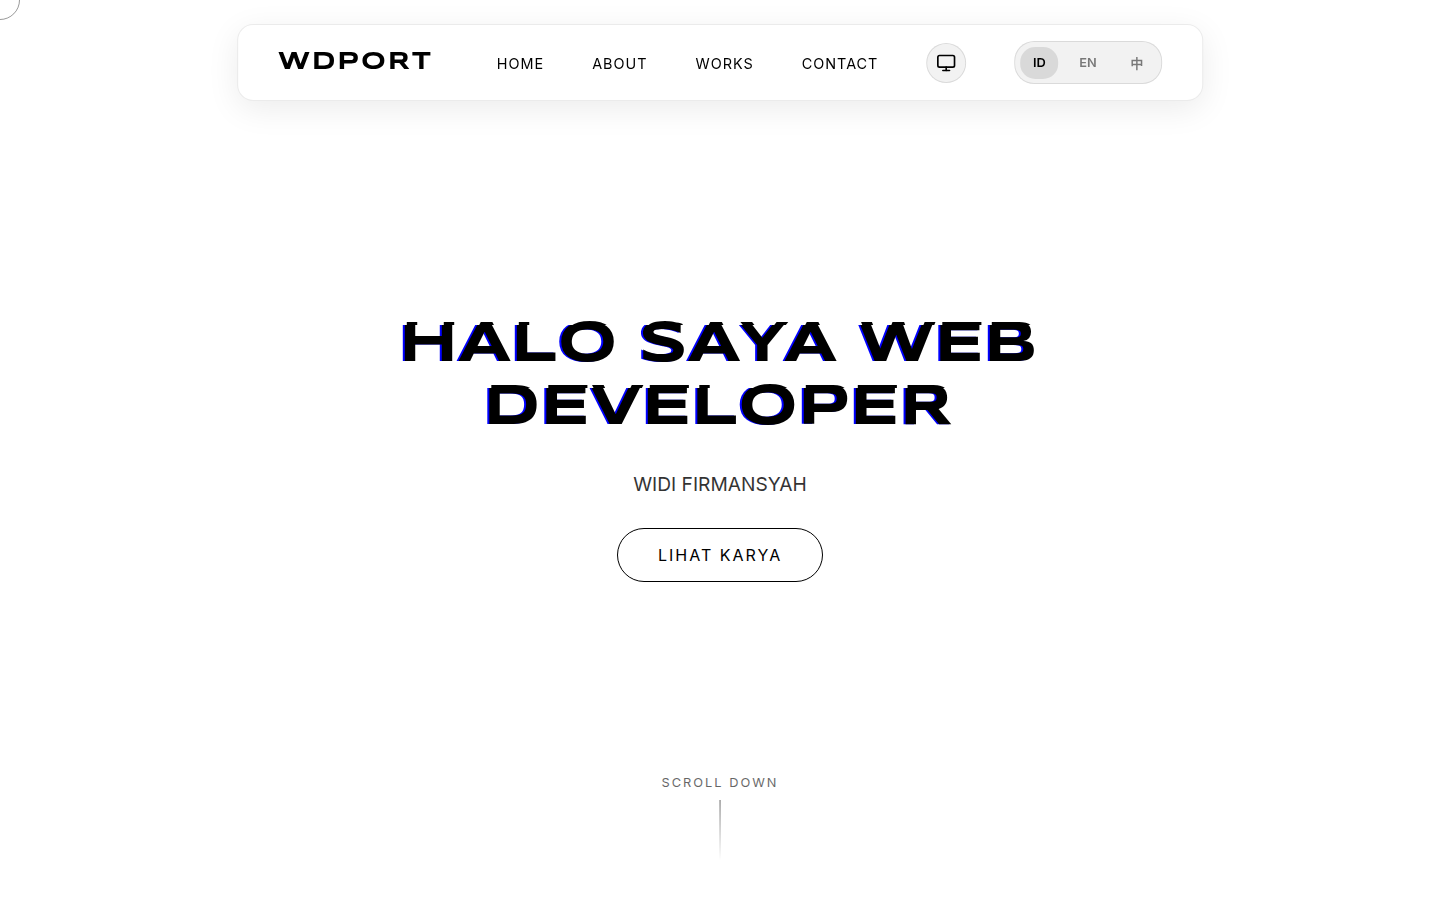 WDPORT
HOME
ABOUT
WORKS
CONTACT
ID
EN
中
HALO SAYA WEB
DEVELOPER
WIDI FIRMANSYAH
LIHAT KARYA
SCROLL DOWN